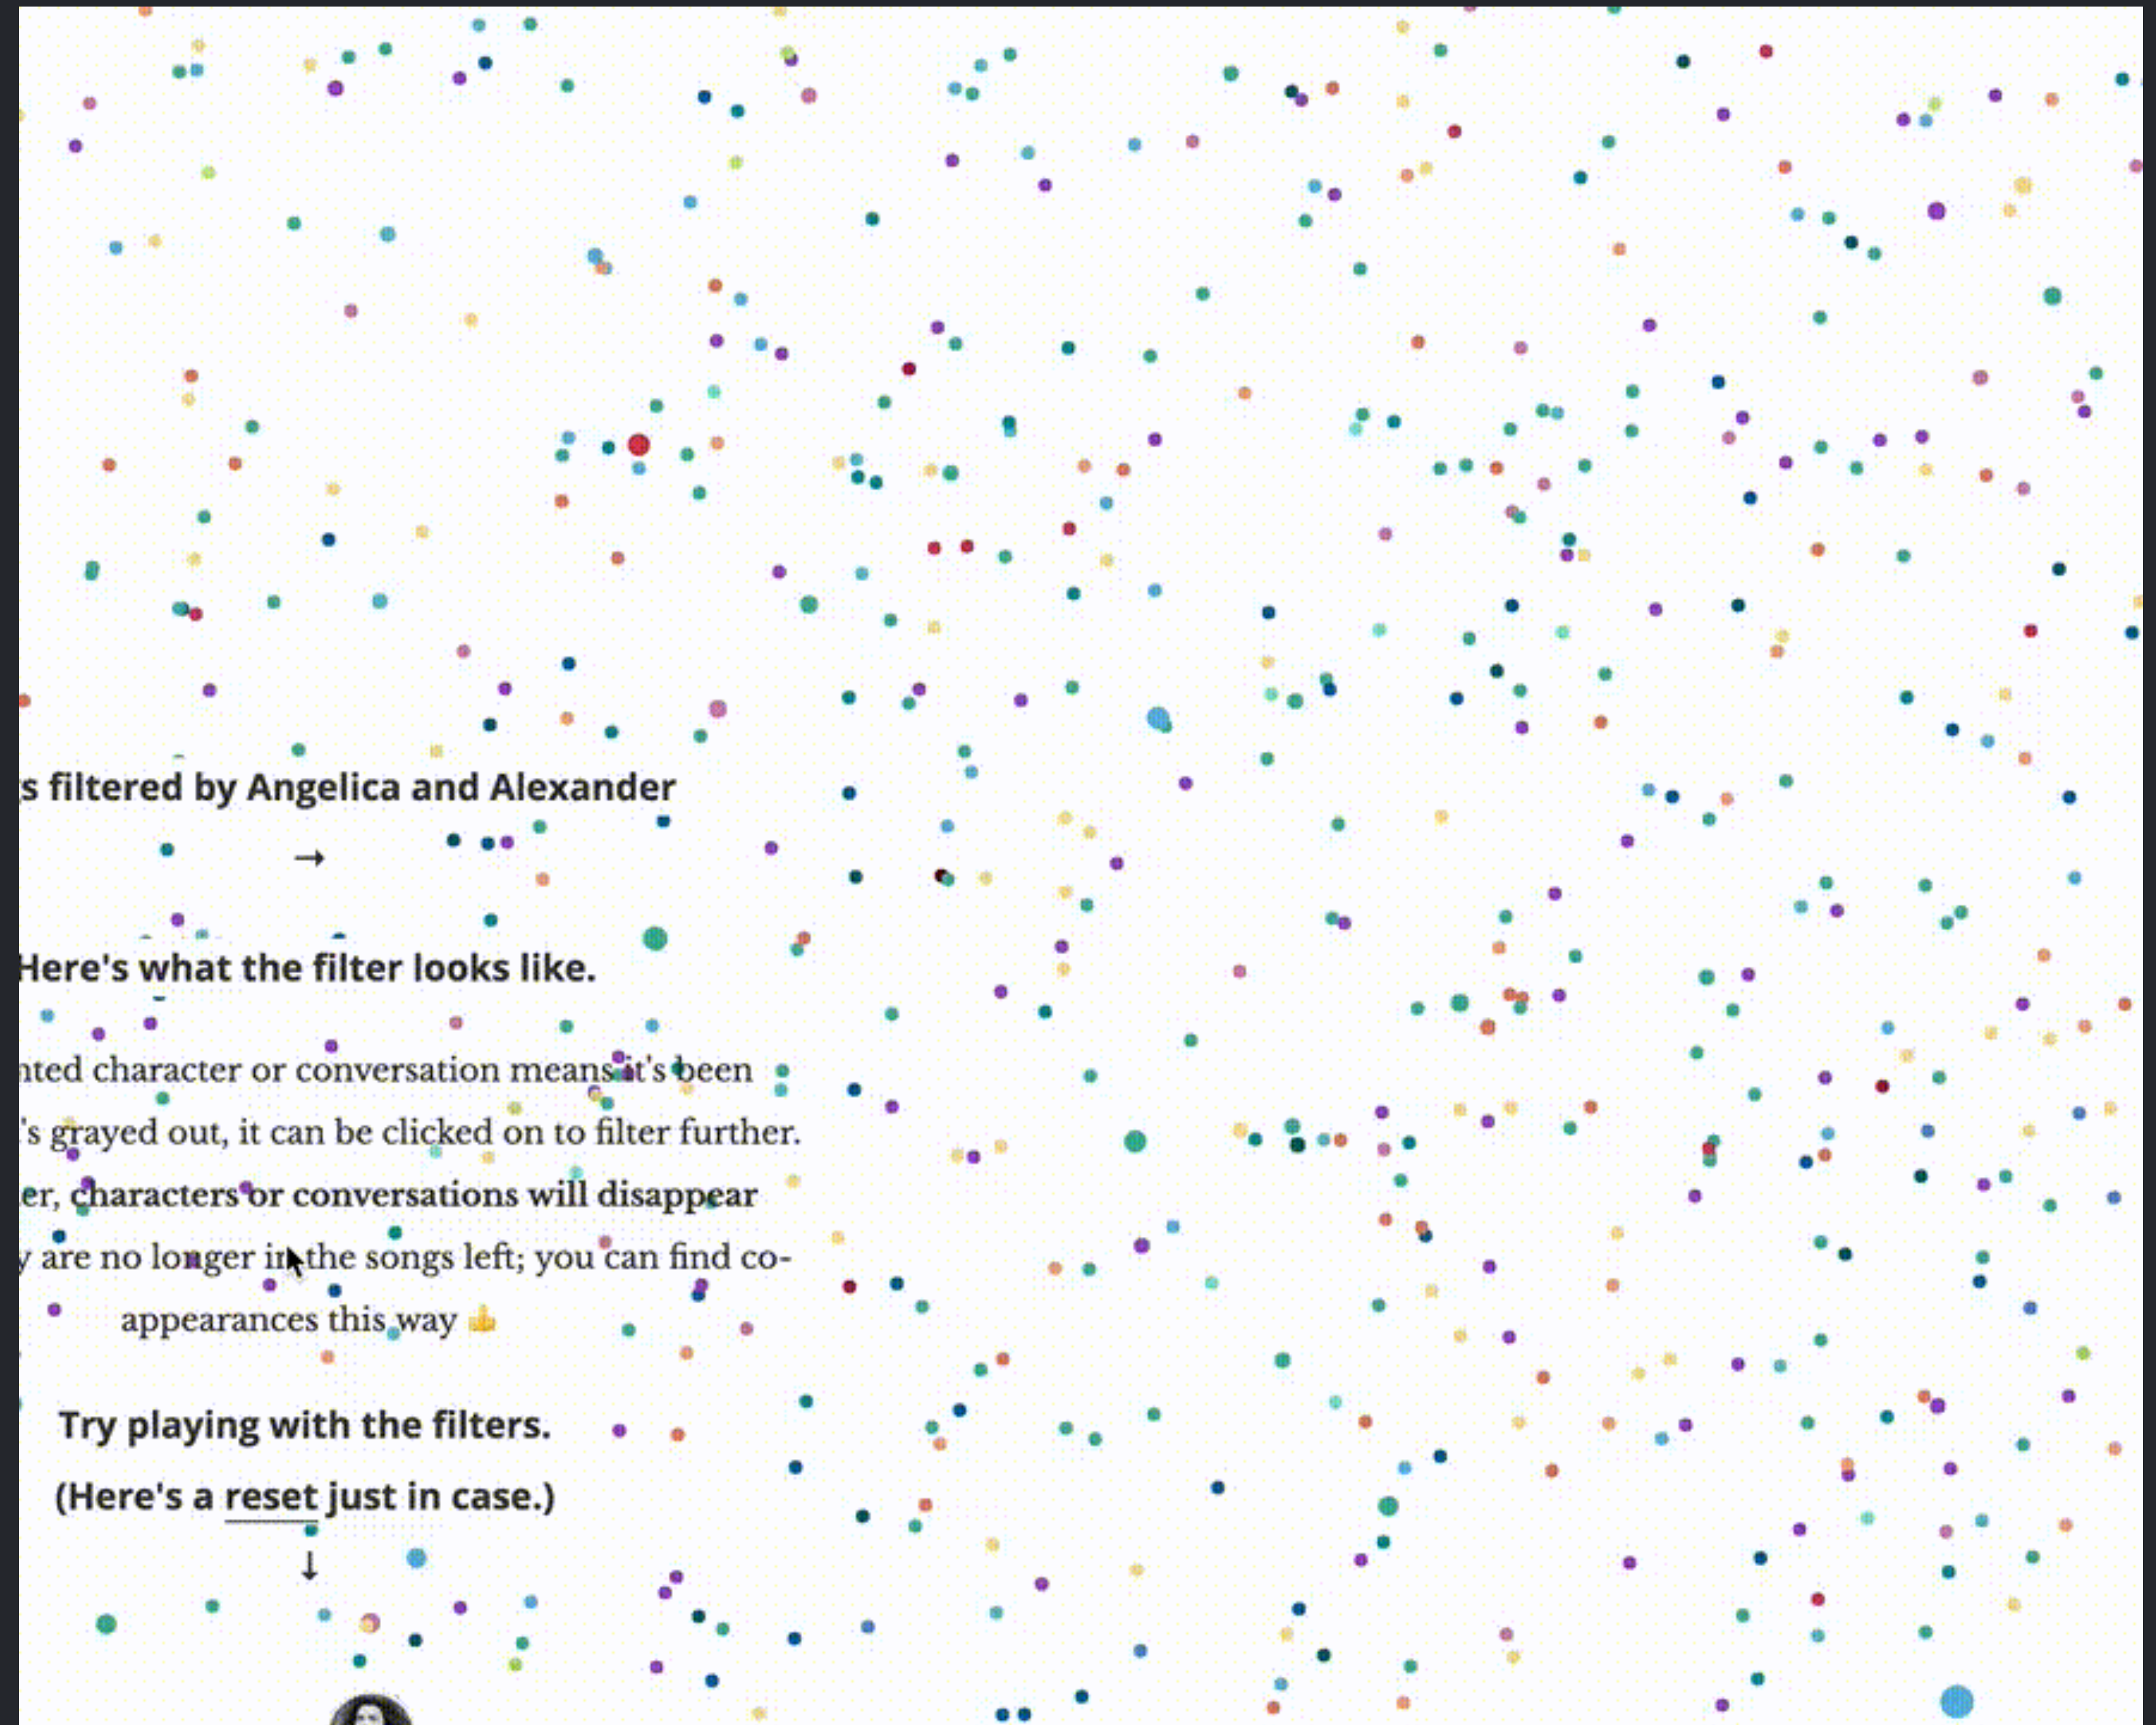 s filtered by Angelica and Alexander
→
Here's what the filter looks like.
character or conversation means it's been
's grayed out, it can be clicked on to filter further.
characters or conversations will disappear
are no longer in the songs left; you can find co-
appearances this way 👍
Try playing with the filters.
(Here's a reset just in case.)
↓